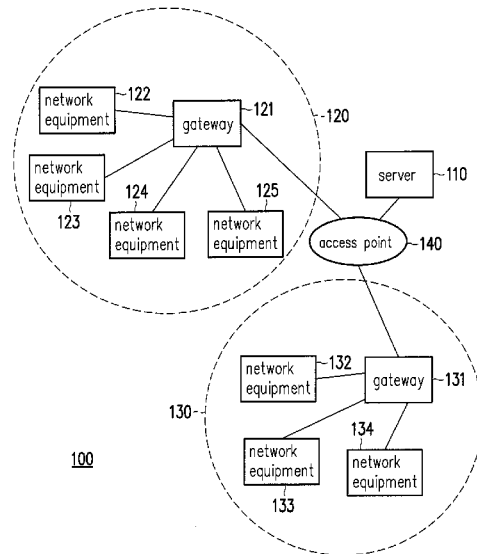 122
network
equipment
121
gateway
120
network
equipment
123
124
network
equipment
125
network
equipment
server
110
access point
140
132
network
equipment
gateway
131
130
network
equipment
133
134
network
equipment
100